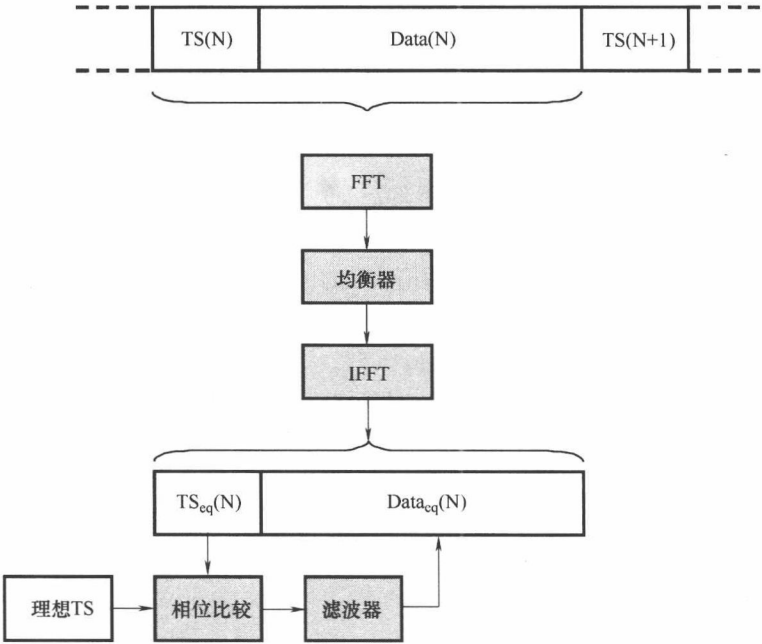 TS(N) Data(N) TS(N+1)
FFT
均衡器
IFFT
TSeq(N) Dataeq(N)
理想TS 相位比较 滤波器